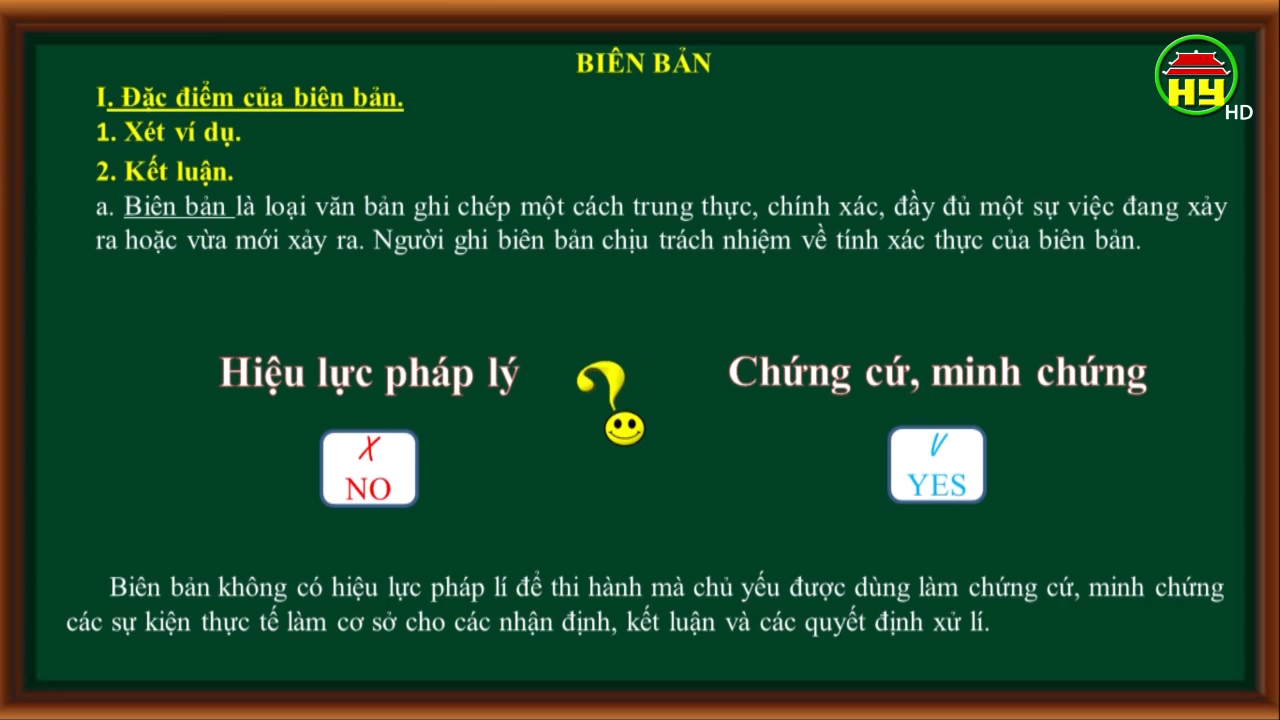 BIÊN BẢN
HY
HD
I. Đặc điểm của biên bản.
1. Xét ví dụ.
2. Kết luận.
a. Biên bản là loại văn bản ghi chép một cách trung thực, chính xác, đầy đủ một sự việc đang xảy
ra hoặc vừa mới xảy ra. Người ghi biên bản chịu trách nhiệm về tính xác thực của biên bản.
Hiệu lực pháp lý
?
Chứng cứ, minh chứng
X
NO
V
YES
Biên bản không có hiệu lực pháp lí để thi hành mà chủ yếu được dùng làm chứng cứ, minh chứng
các sự kiện thực tế làm cơ sở cho các nhận định, kết luận và các quyết định xử lí.